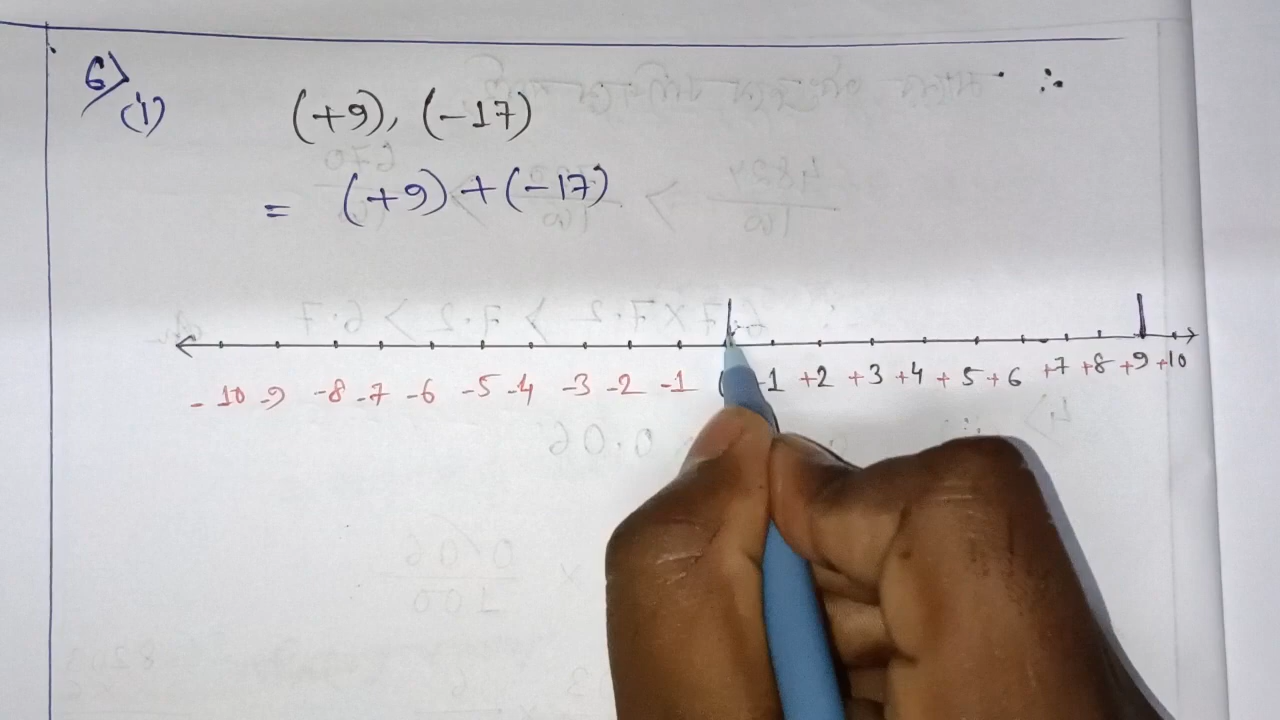 6) (i) (+9), (-17)
= (+9)+(-17)
- 10 -9 -8 -7 -6 -5 -4 -3 -2 -1 -1 +2 +3 +4 + 5 + 6 +7 +8 +9 +10